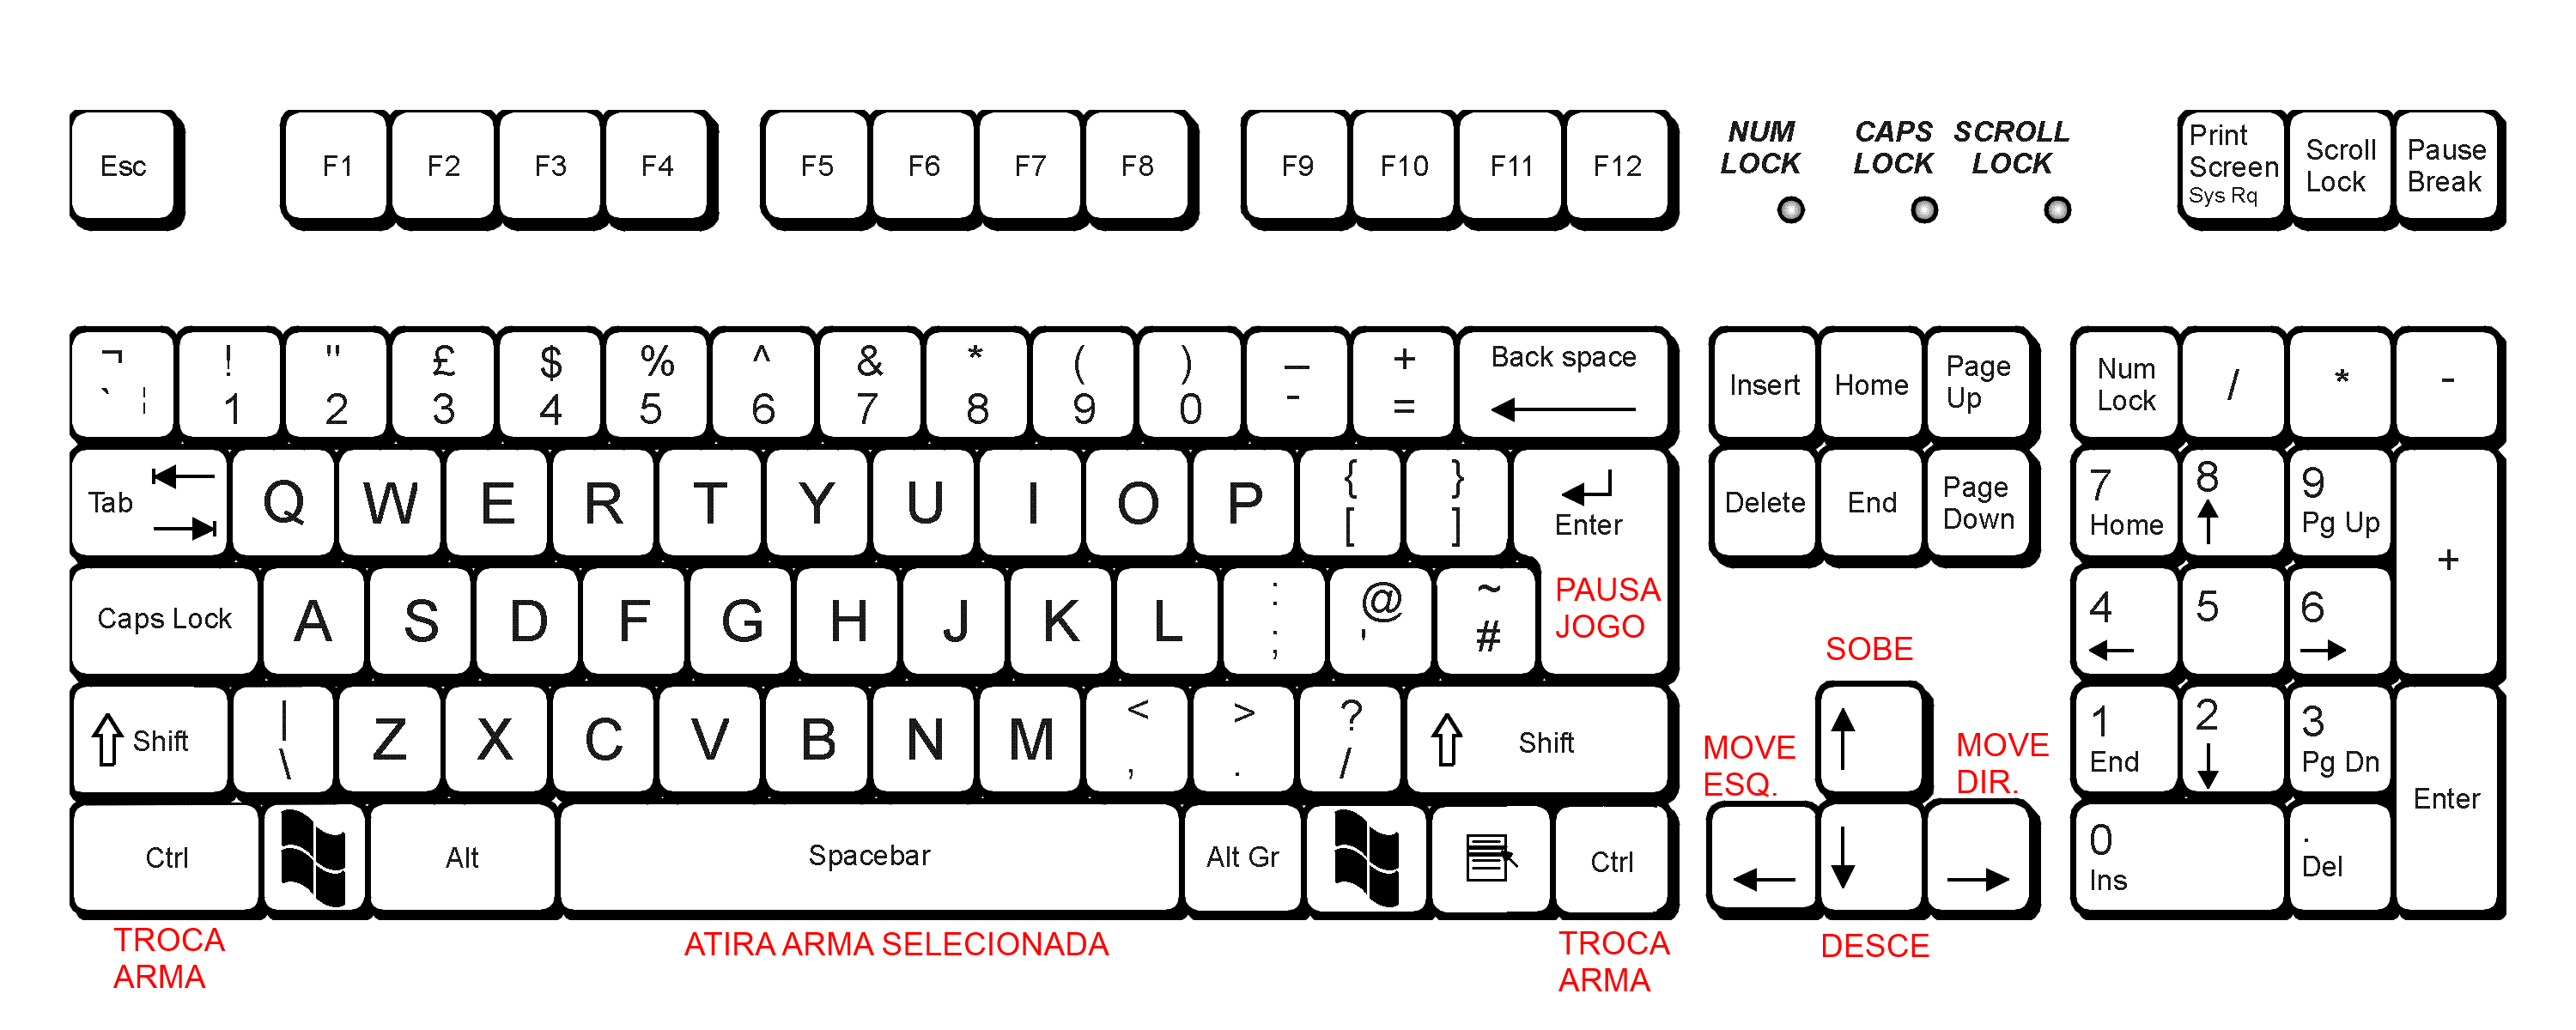 Esc F1 F2 F3 F4 F5 F6 F7 F8 F9 F10 F11 F12
NUM LOCK
CAPS LOCK
SCROLL LOCK
Print Screen Sys Rq
Scroll Lock
Pause Break
¬ ` ¦
! 1
" 2
£ 3
$ 4
% 5
^ 6
& 7
* 8
( 9
) 0
_ -
+ =
Back space
Insert
Home
Page Up
Num Lock
/
*
-
Tab
Q W E R T Y U I O P
{ [
} ]
Enter
Delete
End
Page Down
7 Home
8
9 Pg Up
+
Caps Lock
A S D F G H J K L
: ;
@ '
~ #
PAUSA
JOGO
4
5
6
SOBE
Shift
| \
Z X C V B N M
< ,
> .
? /
Shift
MOVE
ESQ.
MOVE
DIR.
1 End
2
3 Pg Dn
Enter
Ctrl
Alt
Spacebar
Alt Gr
Ctrl
0 Ins
. Del
TROCA
ARMA
ATIRA ARMA SELECIONADA
TROCA
ARMA
DESCE